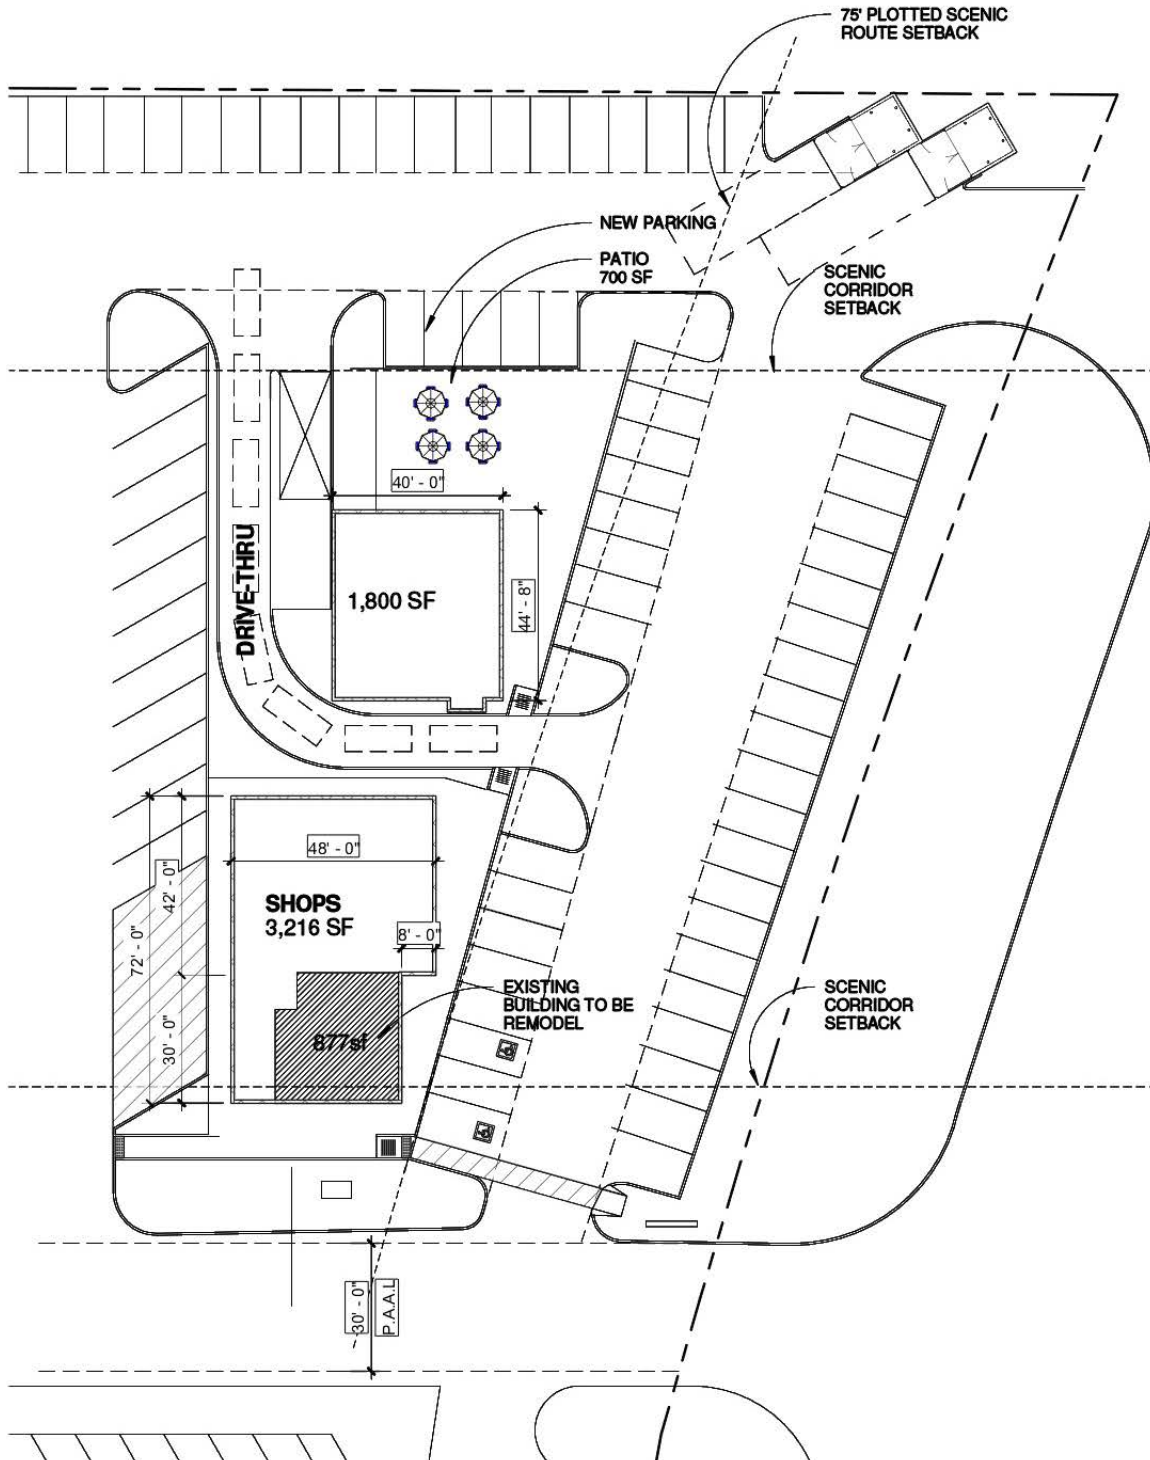 75' PLOTTED SCENIC
ROUTE SETBACK
NEW PARKING
PATIO
700 SF
SCENIC
CORRIDOR
SETBACK
40' - 0"
DRIVE-THRU
1,800 SF
44' - 8"
48' - 0"
SHOPS
3,216 SF
42' - 0"
72' - 0"
8' - 0"
EXISTING
BUILDING TO BE
REMODEL
SCENIC
CORRIDOR
SETBACK
30' - 0"
877sf
30' - 0"
P.A.A.L